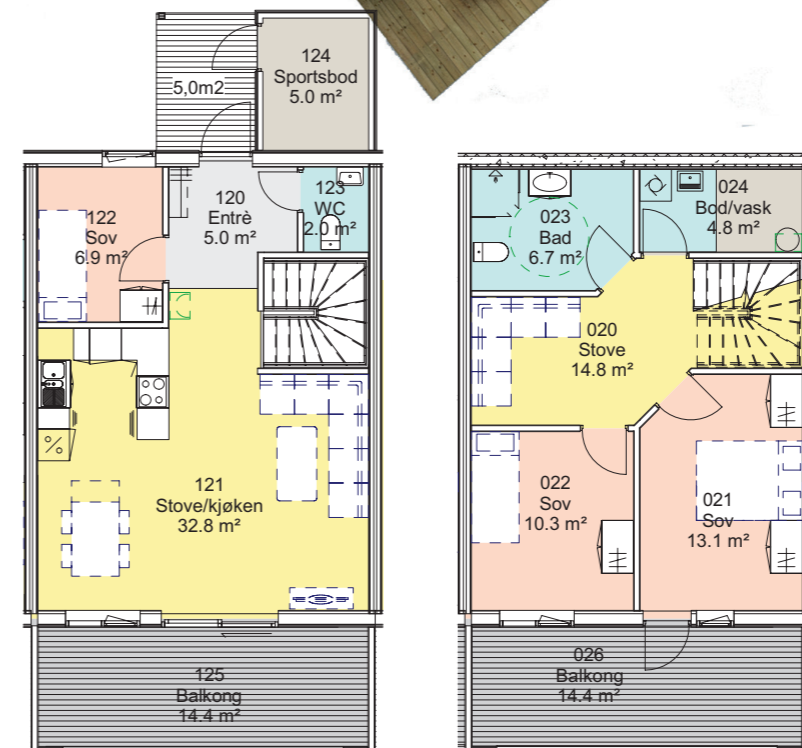 124
Sportsbod
5.0 m²
5,0m2
122
Sov
6.9 m²
120
Entrè
5.0 m²
123
WC
2.0 m²
121
Stove/kjøken
32.8 m²
125
Balkong
14.4 m²
023
Bad
6.7 m²
024
Bod/vask
4.8 m²
020
Stove
14.8 m²
022
Sov
10.3 m²
021
Sov
13.1 m²
026
Balkong
14.4 m²